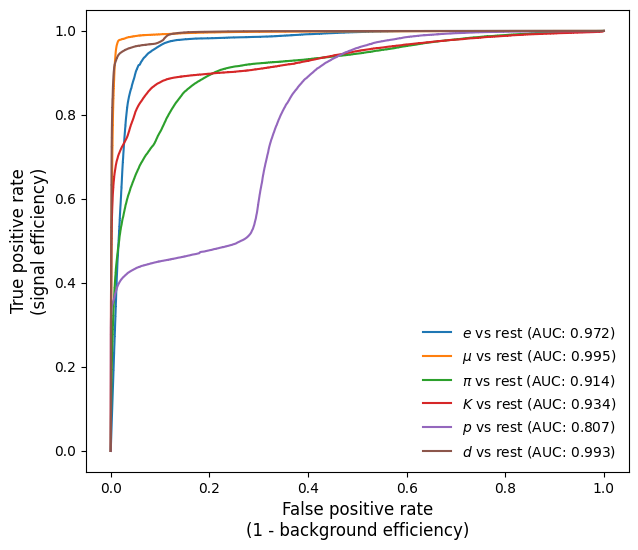 1.0
0.8
0.6
0.4
0.2
0.0
True positive rate
(signal efficiency)
e vs rest (AUC: 0.972)
μ vs rest (AUC: 0.995)
π vs rest (AUC: 0.914)
K vs rest (AUC: 0.934)
p vs rest (AUC: 0.807)
d vs rest (AUC: 0.993)
0.0 0.2 0.4 0.6 0.8 1.0
False positive rate
(1 - background efficiency)